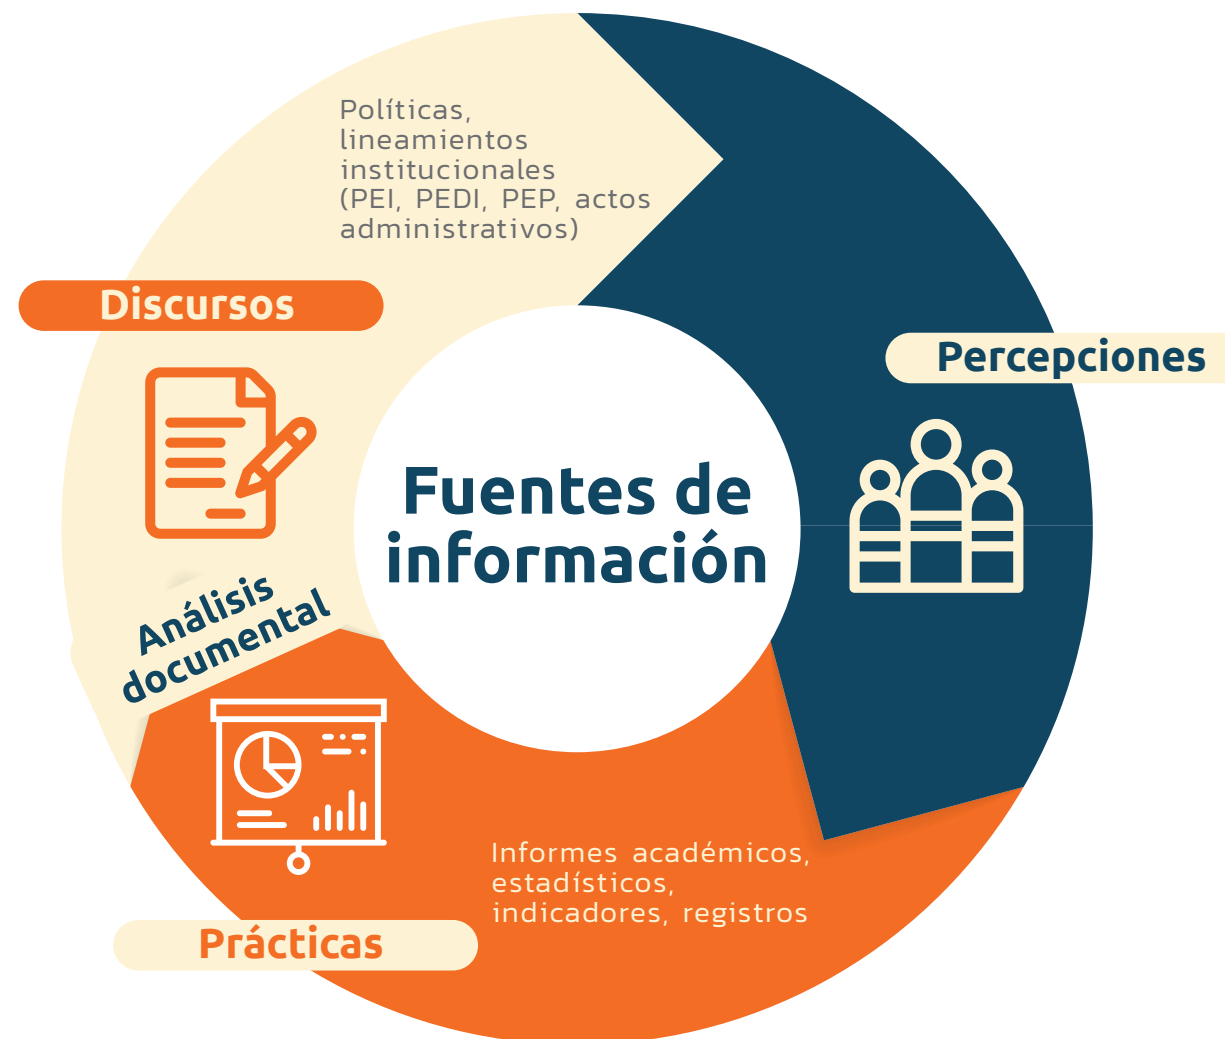 Políticas,
lineamientos
institucionales
(PEI, PEDI, PEP, actos
administrativos)
Discursos
Percepciones
Fuentes de
información
Análisis
documental
Informes académicos,
estadísticos,
indicadores, registros
Prácticas